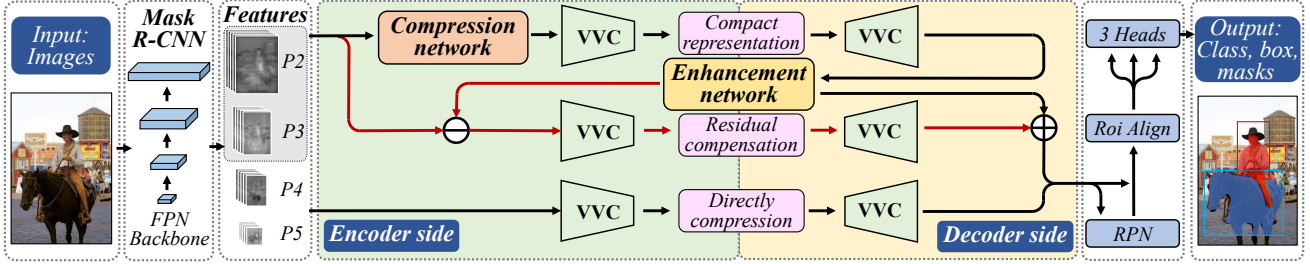 Input:
Images
Mask
R-CNN
FPN
Backbone
Features
P2
P3
P4
P5
Compression
network
VVC
Compact
representation
VVC
Enhancement
network
VVC
Residual
compensation
VVC
VVC
Directly
compression
VVC
Encoder side
Decoder side
3 Heads
Roi Align
RPN
Output:
Class, box,
masks